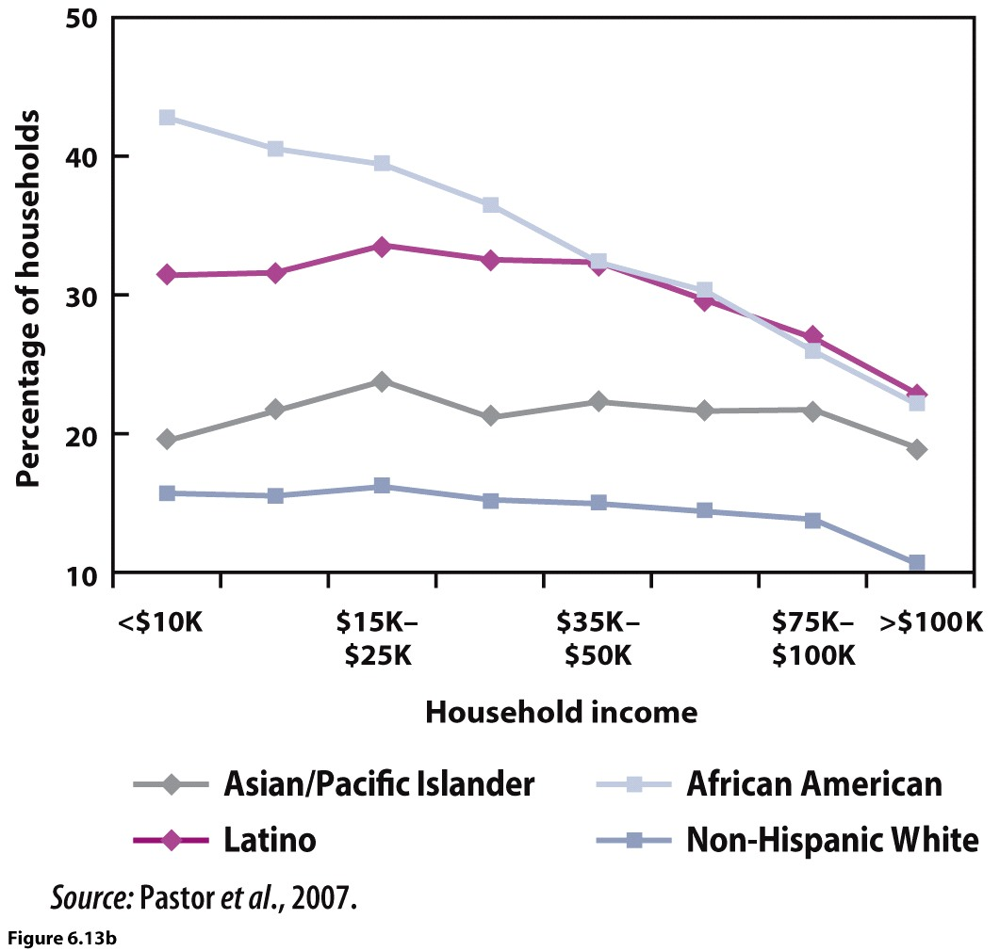 50
40
30
20
10
Percentage of households
<$10K
$15K–
$25K
$35K–
$50K
$75K–
$100K
>$100K
Household income
Asian/Pacific Islander
African American
Latino
Non-Hispanic White
Source: Pastor et al., 2007.
Figure 6.13b